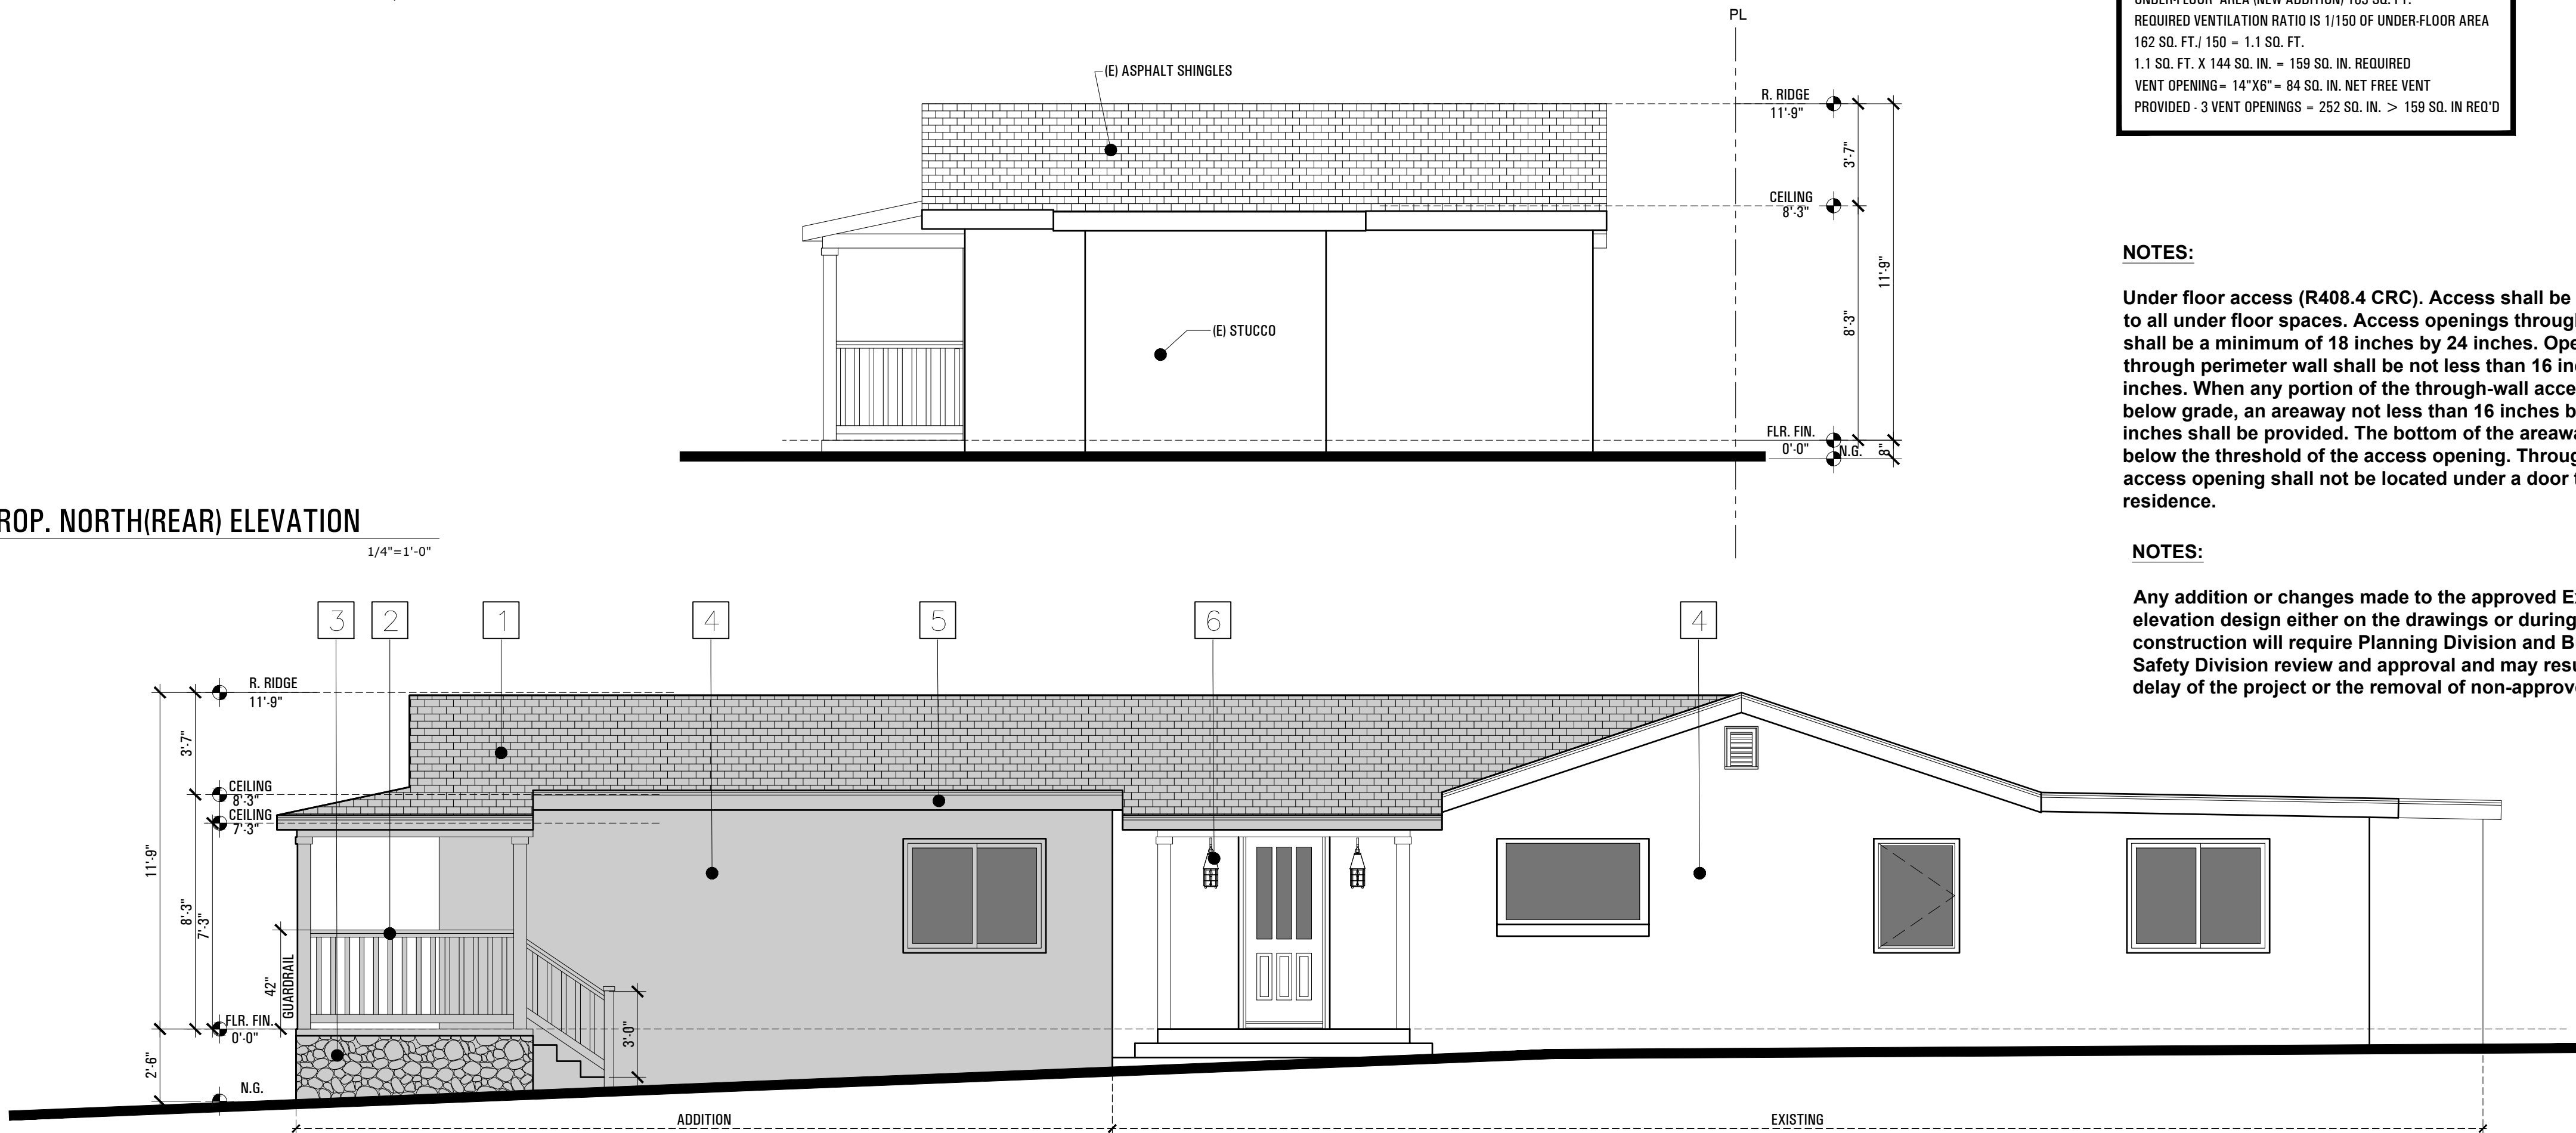 UNDER-FLOOR AREA (NEW ADDITION) 163 SQ. FT.
REQUIRED VENTILATION RATIO IS 1/150 OF UNDER-FLOOR AREA
162 SQ. FT./ 150 = 1.1 SQ. FT.
1.1 SQ. FT. X 144 SQ. IN. = 159 SQ. IN. REQUIRED
VENT OPENING= 14"X6"= 84 SQ. IN. NET FREE VENT
PROVIDED - 3 VENT OPENINGS = 252 SQ. IN. > 159 SQ. IN REQ'D
PL
(E) ASPHALT SHINGLES
R. RIDGE
11'-9"
3'-7"
CEILING
8'-3"
11'-9"
8'-3"
(E) STUCCO
FLR. FIN.
0'-0"
N.G.
8"
NOTES:
Under floor access (R408.4 CRC). Access shall be
to all under floor spaces. Access openings through
shall be a minimum of 18 inches by 24 inches. Ope
through perimeter wall shall be not less than 16 in
inches. When any portion of the through-wall acce
below grade, an areaway not less than 16 inches b
inches shall be provided. The bottom of the areawa
below the threshold of the access opening. Throug
access opening shall not be located under a door t
residence.
ROP. NORTH(REAR) ELEVATION
1/4"=1'-0"
NOTES:
Any addition or changes made to the approved E
elevation design either on the drawings or during
construction will require Planning Division and B
Safety Division review and approval and may resu
delay of the project or the removal of non-approv
3
2
1
4
5
6
4
R. RIDGE
11'-9"
3'-7"
CEILING
8'-3"
CEILING
7'-3"
11'-9"
8'-3"
7'-3"
42"
GUARDRAIL
FLR. FIN.
0'-0"
3'-0"
2'-6"
N.G.
ADDITION
EXISTING